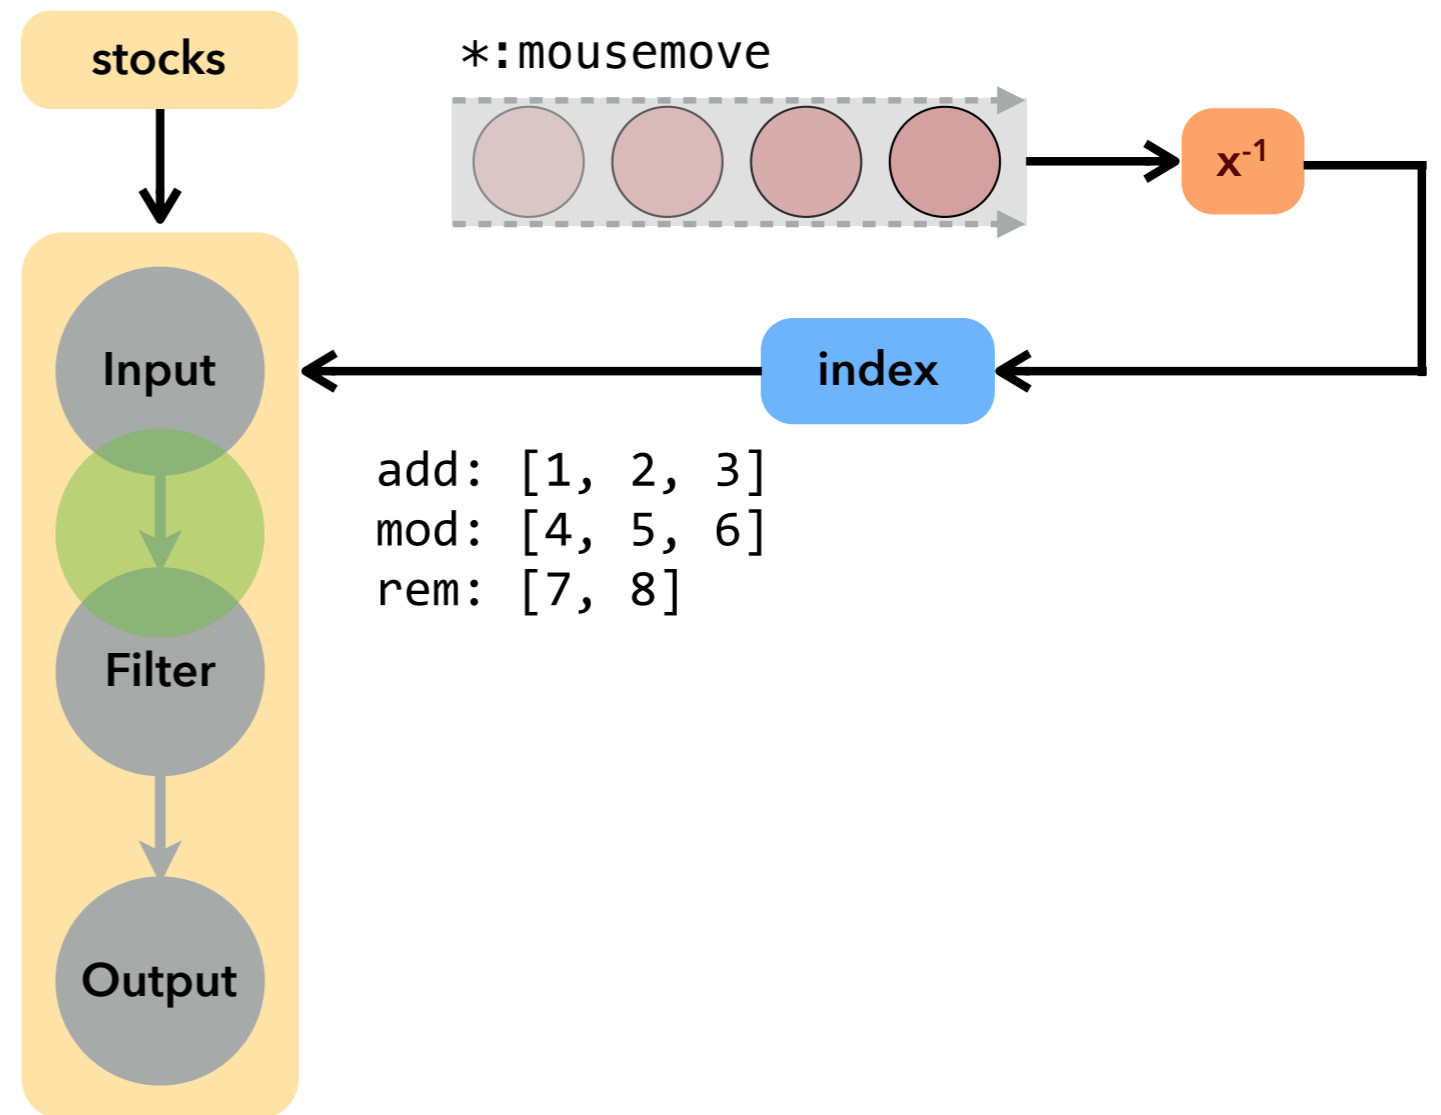 stocks
*:mousemove
x⁻¹
Input
index
add: [1, 2, 3]
mod: [4, 5, 6]
rem: [7, 8]
Filter
Output